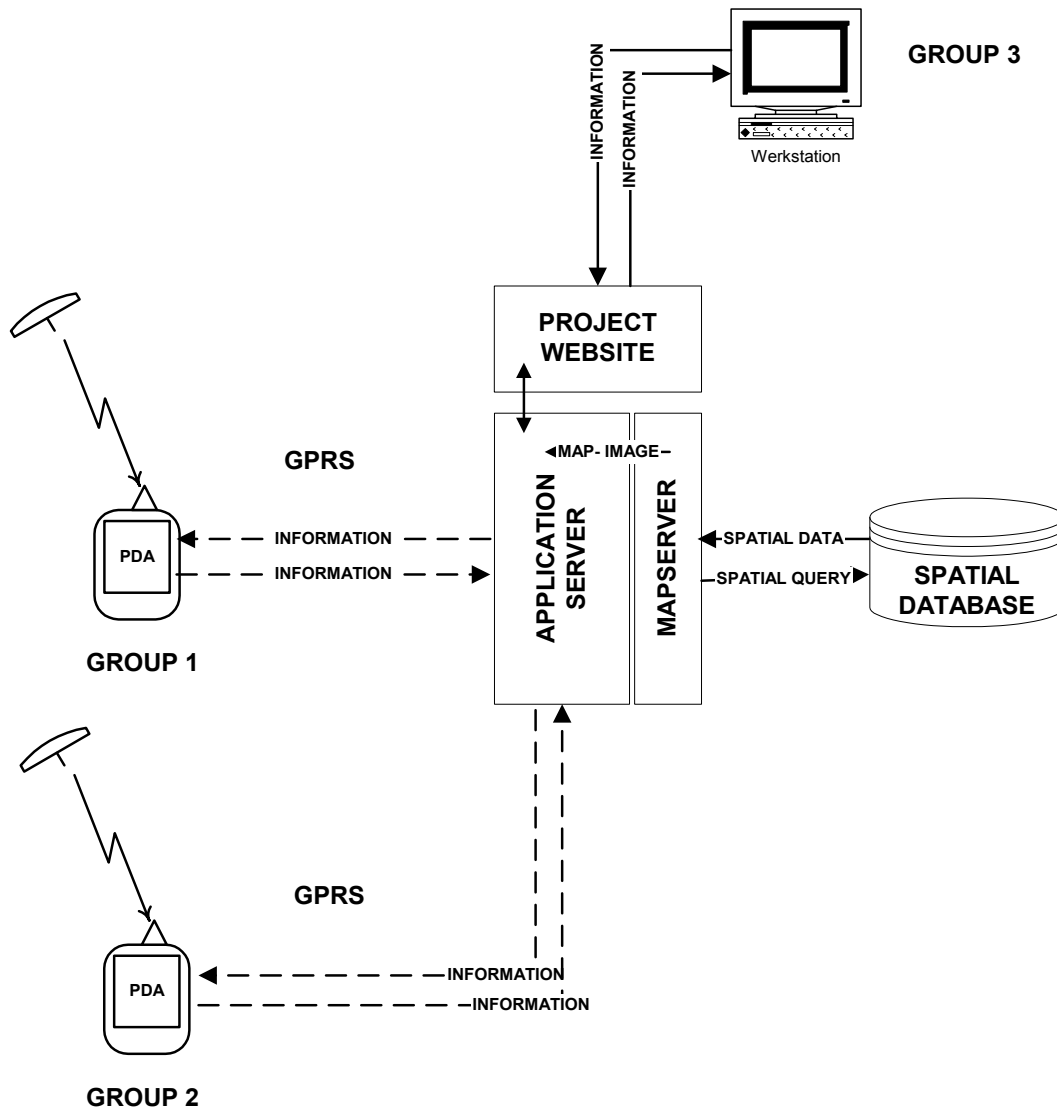 GROUP 3
INFORMATION
INFORMATION
Werkstation
PROJECT
WEBSITE
GPRS
MAP- IMAGE
APPLICATION
SERVER
MAPSERVER
INFORMATION
INFORMATION
PDA
SPATIAL DATA
SPATIAL QUERY
SPATIAL
DATABASE
GROUP 1
GPRS
INFORMATION
INFORMATION
PDA
GROUP 2